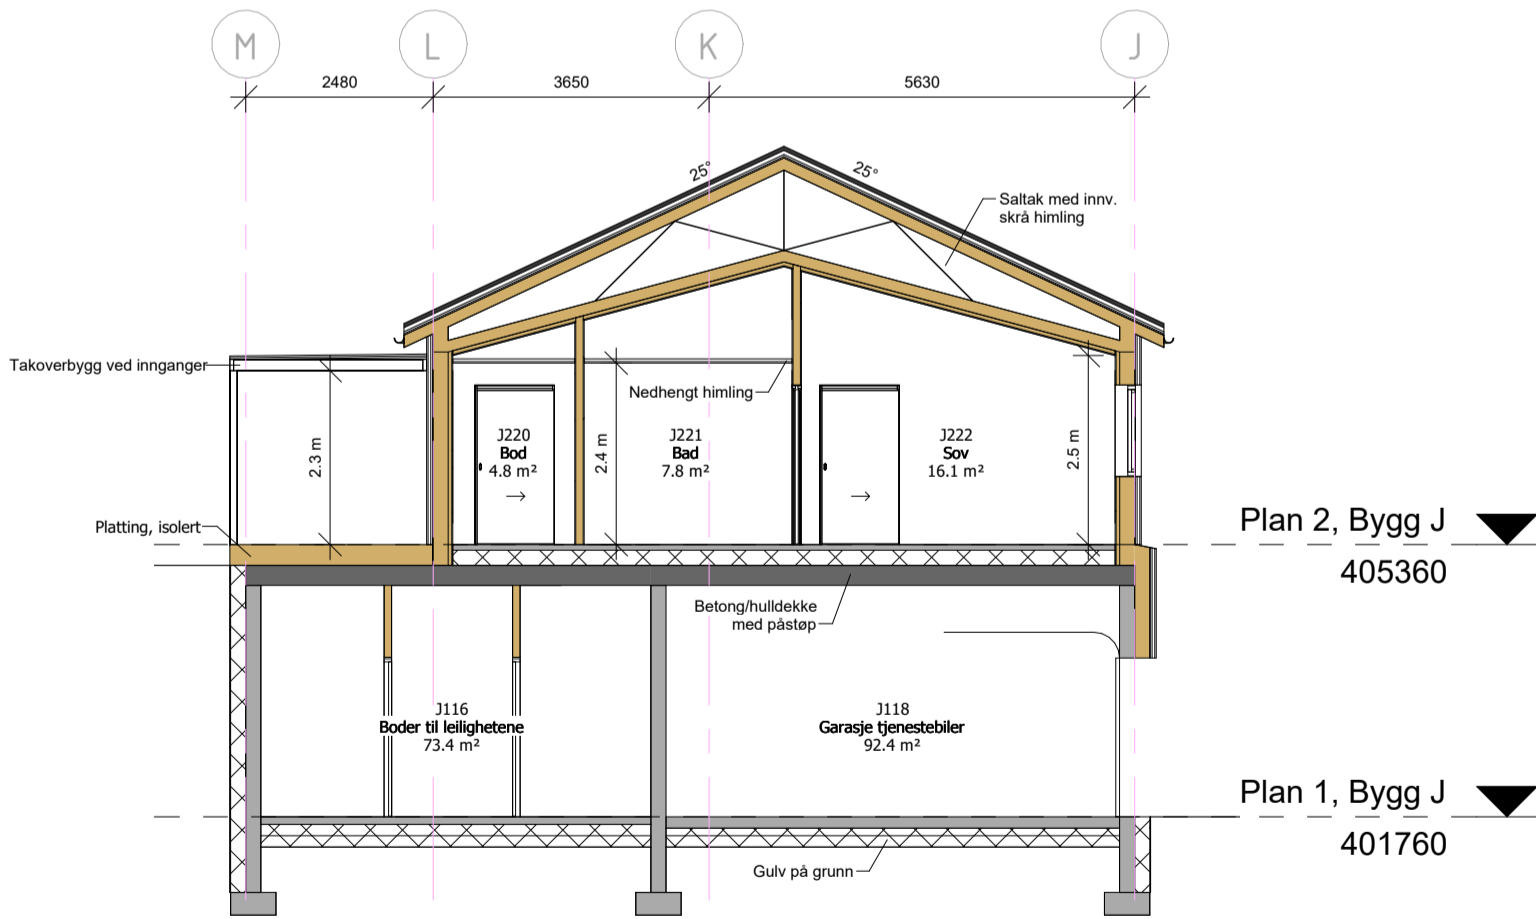 M
L
K
J
2480
3650
5630
25°
25°
Saltak med innv.
skrå himling
Takoverbygg ved innganger
Nedhengt himling
2.3 m
J220
Bod
4.8 m²
2.4 m
J221
Bad
7.8 m²
J222
Sov
16.1 m²
2.5 m
Platting, isolert
Plan 2, Bygg J
405360
Betong/hulldekke
med påstøp
J116
Boder til leilighetene
73.4 m²
J118
Garasje tjenestebiler
92.4 m²
Plan 1, Bygg J
401760
Gulv på grunn